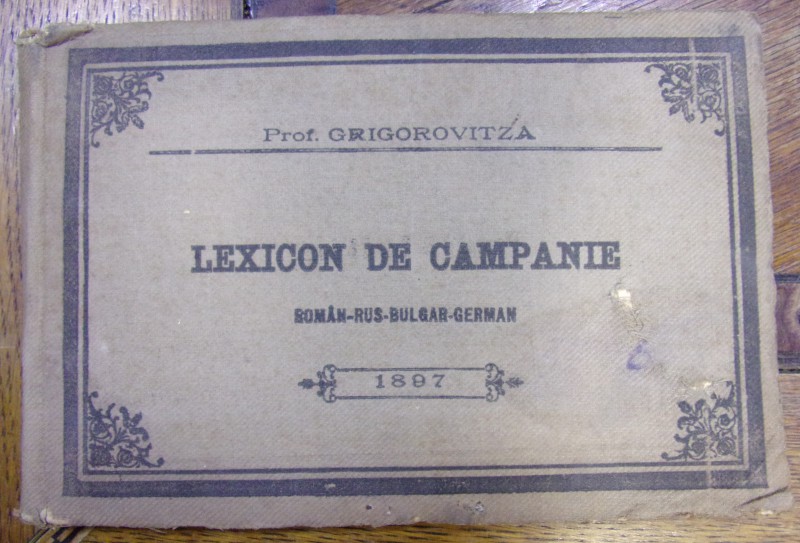 Prof. GRIGOROVITZA
LEXICON DE CAMPANIE
ROMÂN-RUS-BULGAR-GERMAN
1897